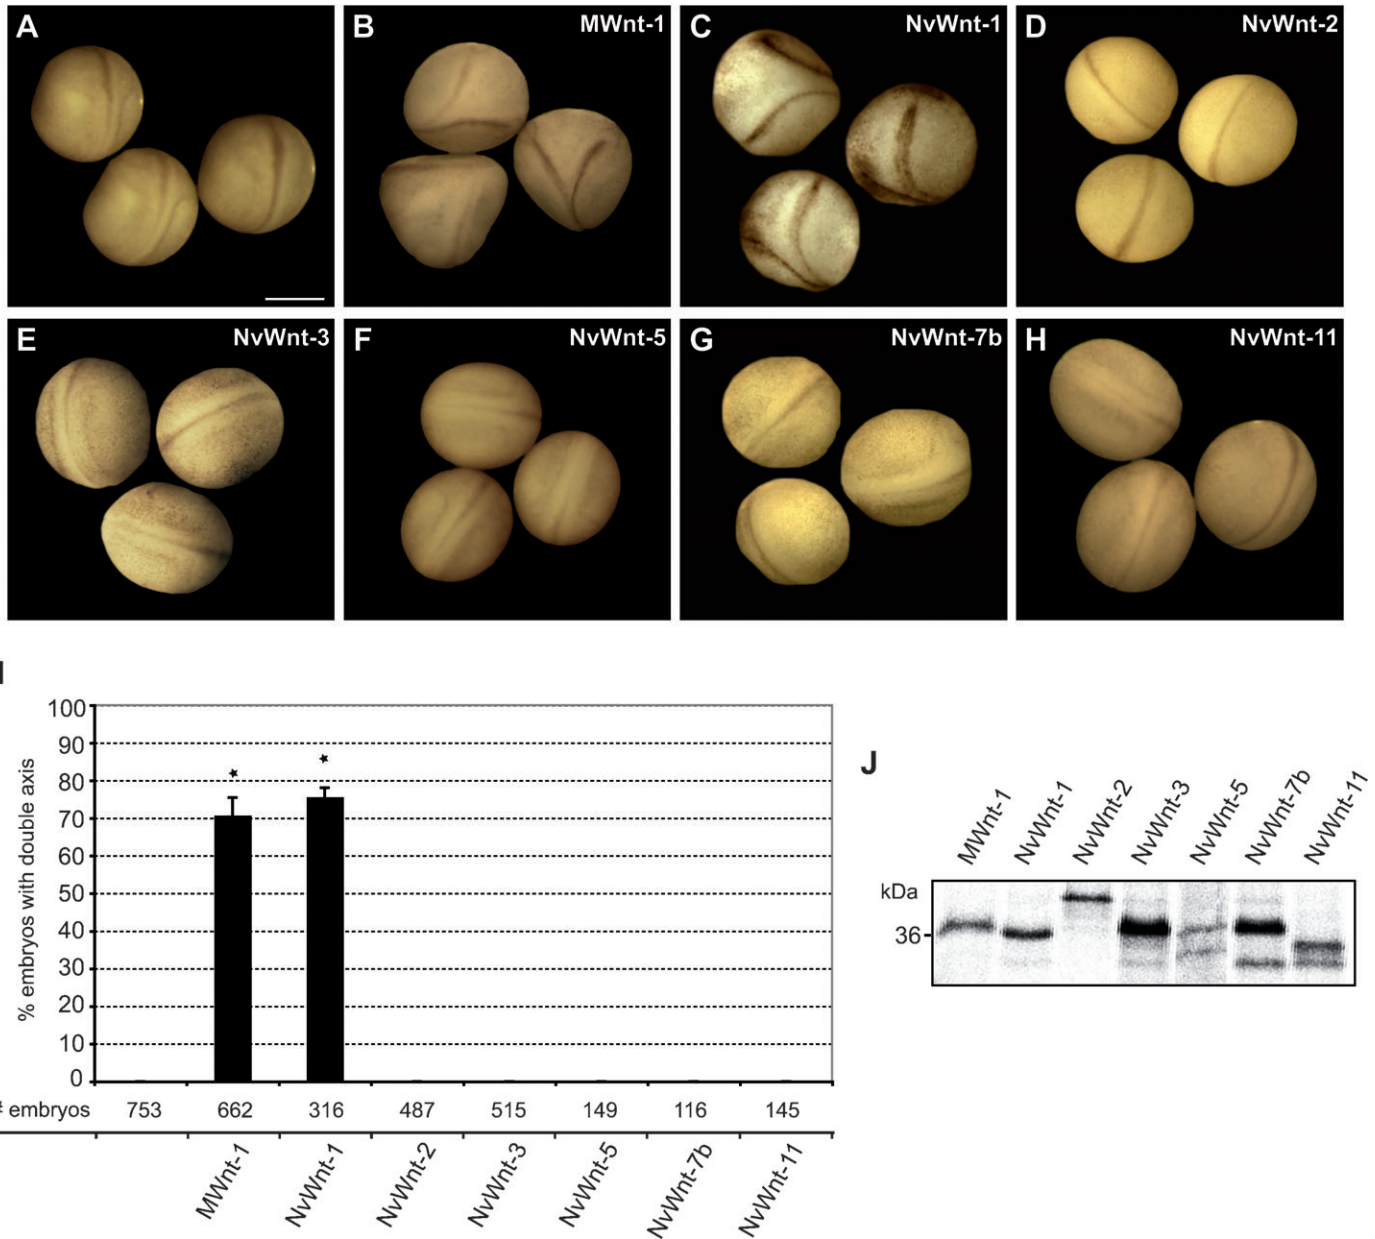 A
B MWnt-1
C NvWnt-1
D NvWnt-2
E NvWnt-3
F NvWnt-5
G NvWnt-7b
H NvWnt-11
I
% embryos with double axis
100
90
80
70
60
50
40
30
20
10
0
# embryos 753 662 316 487 515 149 116 145
MWnt-1 NvWnt-1 NvWnt-2 NvWnt-3 NvWnt-5 NvWnt-7b NvWnt-11
J
MWnt-1 NvWnt-1 NvWnt-2 NvWnt-3 NvWnt-5 NvWnt-7b NvWnt-11
kDa
36